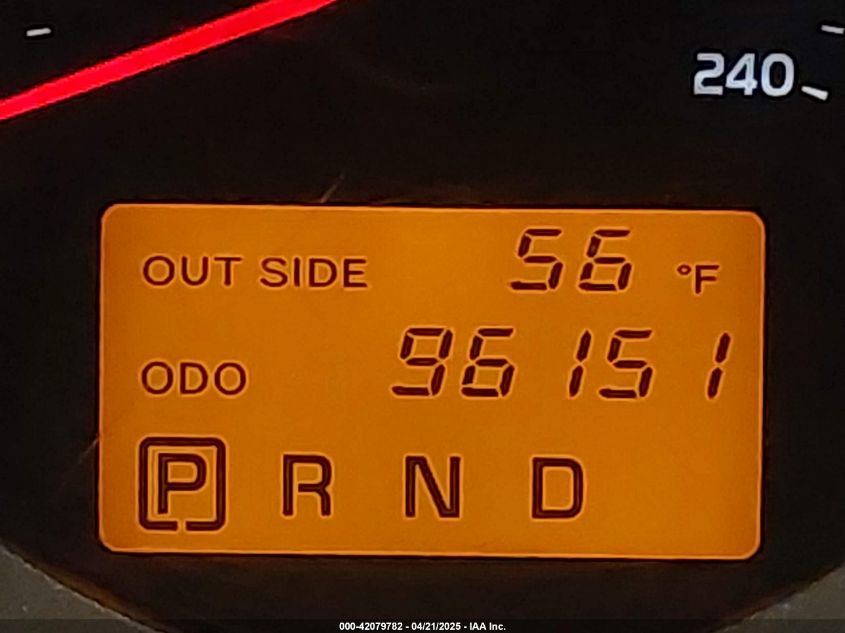 240
OUT SIDE 56 °F
ODO 96151
P R N D
000-42079782 - 04/21/2025 - IAA Inc.